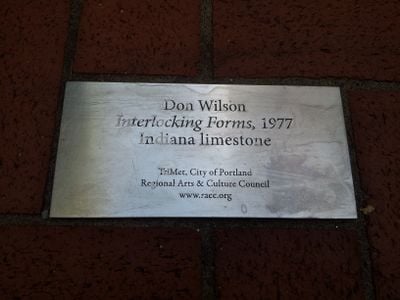 Don Wilson
Interlocking Forms, 1977
Indiana limestone
TriMet, City of Portland
Regional Arts & Culture Council
www.racc.org